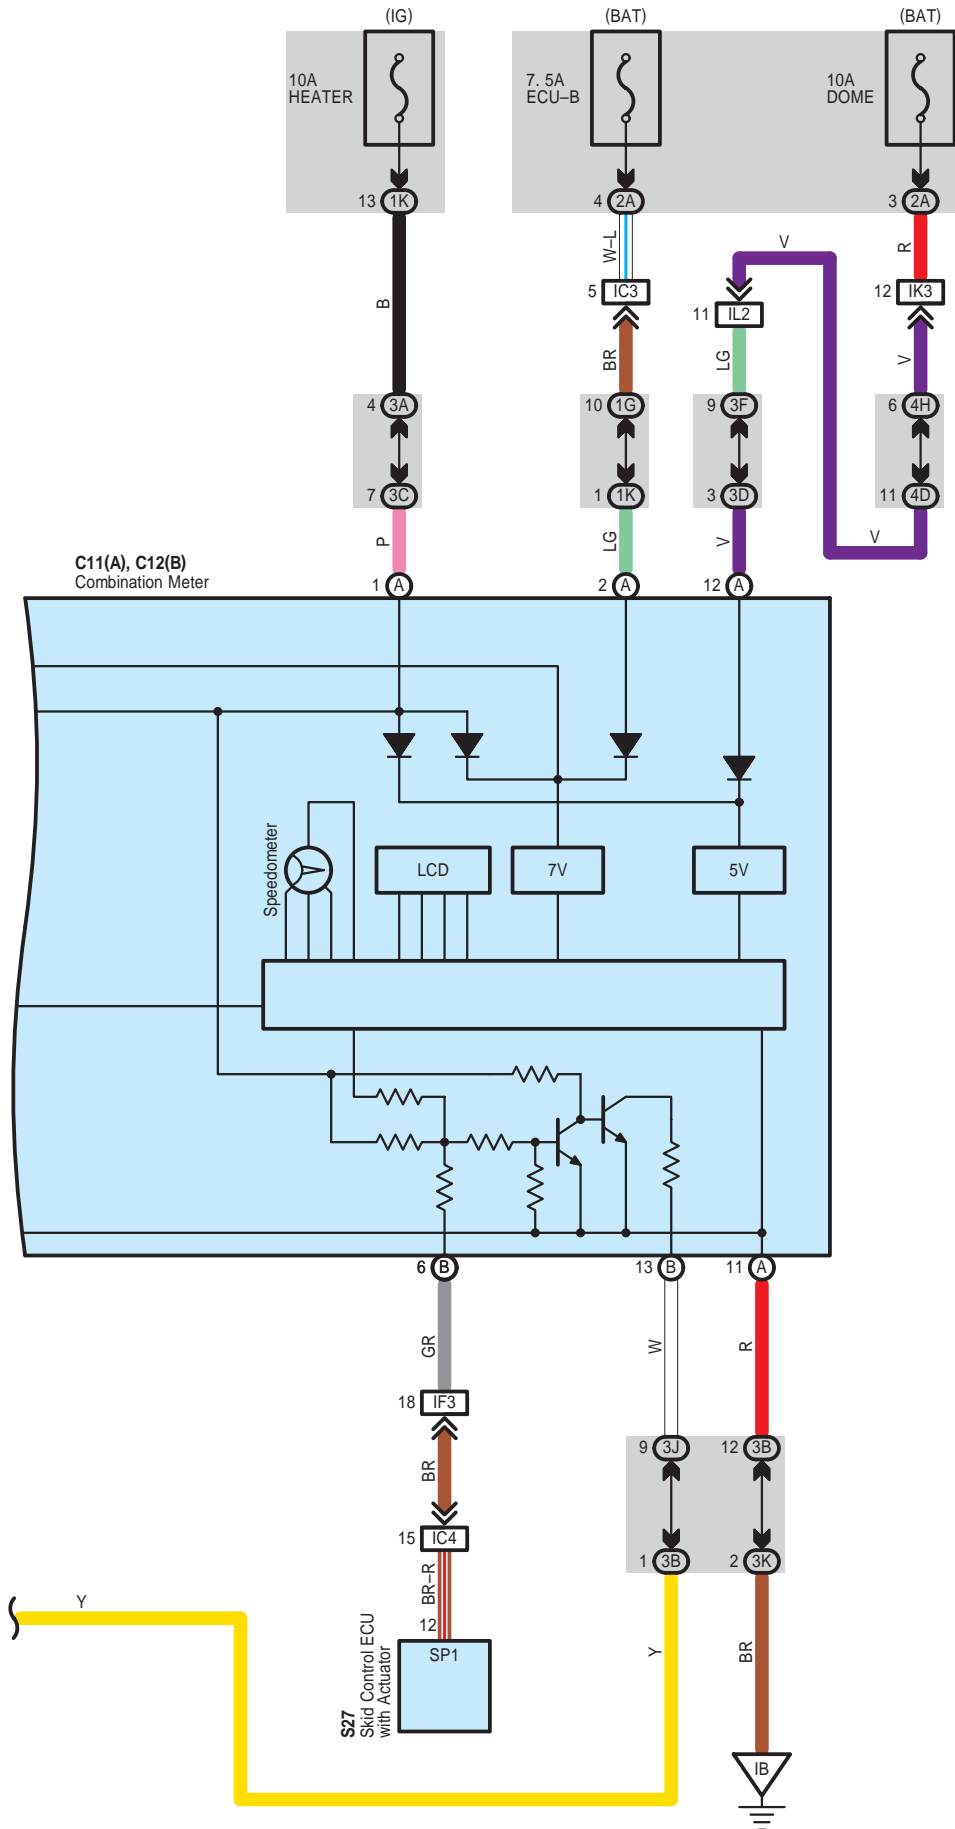 (IG)
(BAT)
(BAT)
10A
HEATER
7. 5A
ECU–B
10A
DOME
13 1K
4 2A
3 2A
B
W–L
V
R
5 IC3
11 IL2
12 IK3
BR
LG
V
4 3A
10 1G
9 3F
6 4H
7 3C
1 1K
3 3D
11 4D
P
LG
V
V
C11(A), C12(B)
Combination Meter
1 A
2 A
12 A
Speedometer
LCD
7V
5V
6 B
13 B
11 A
GR
W
R
18 IF3
BR
9 3J
12 3B
15 IC4
BR–R
1 3B
2 3K
Y
12
SP1
S27
Skid Control ECU
with Actuator
Y
BR
IB